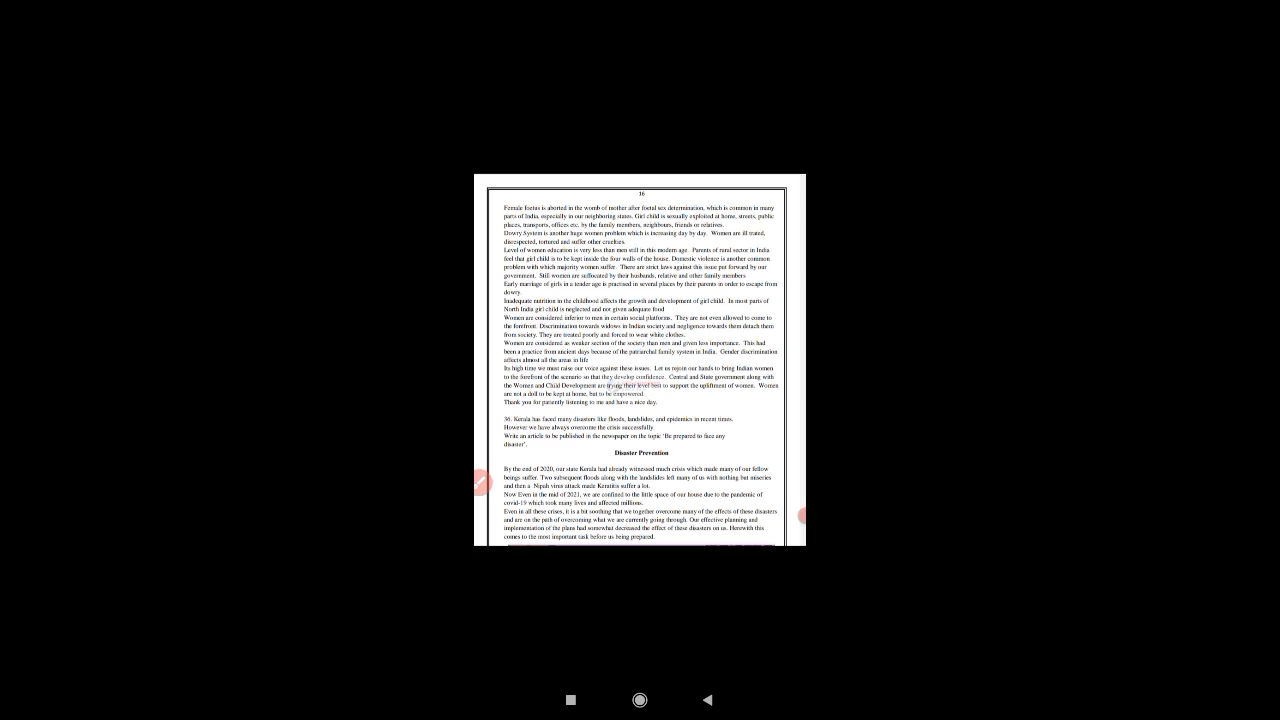 16
Female foetus is aborted in the womb of mother after foetal sex determination, which is common in many
parts of India, especially in our neighboring states. Girl child is sexually exploited at home, streets, public
places, transports, offices etc. by the family members, neighbours, friends or relatives.
Dowry System is another huge women problem which is increasing day by day. Women are ill trated,
disrespected, tortured and suffer other cruelties.
Level of women education is very less than men still in this modern age. Parents of rural sector in India
feel that girl child is to be kept inside the four walls of the house. Domestic violence is another common
problem with which majority women suffer. There are strict laws against this issue put forward by our
government. Still women are suffocated by their husbands, relative and other family members
Early marriage of girls in a tender age is practised in several places by their parents in order to escape from
dowry.
Inadequate nutrition in the childhood affects the growth and development of girl child. In most parts of
North India girl child is neglected and not given adequate food
Women are considered inferior to men in certain social platforms. They are not even allowed to come to
the forefront. Discrimination towards widows in Indian society and negligence towards them detach them
from society. They are treated poorly and forced to wear white clothes.
Women are considered as weaker section of the society than men and given less importance. This had
been a practice from ancient days because of the patriarchal family system in India. Gender discrimination
affects almost all the areas in life
Its high time we must raise our voice against these issues. Let us rejoin our hands to bring Indian women
to the forefront of the scenario so that they develop confidence. Central and State government along with
the Women and Child Development are trying their level best to support the upliftment of women. Women
are not a doll to be kept at home, but to be empowered.
Thank you for patiently listening to me and have a nice day.
36. Kerala has faced many disasters like floods, landslides, and epidemics in recent times.
However we have always overcome the crisis successfully.
Write an article to be published in the newspaper on the topic 'Be prepared to face any
disaster'.
Disaster Prevention
By the end of 2020, our state Kerala had already witnessed much crisis which made many of our fellow
beings suffer. Two subsequent floods along with the landslides left many of us with nothing but miseries
and then a Nipah virus attack made Keralitis suffer a lot.
Now Even in the mid of 2021, we are confined to the little space of our house due to the pandemic of
covid-19 which took many lives and affected millions.
Even in all these crises, it is a bit soothing that we together overcome many of the effects of these disasters
and are on the path of overcoming what we are currently going through. Our effective planning and
implementation of the plans had somewhat decreased the effect of these disasters on us. Herewith this
comes to the most important task before us being prepared.